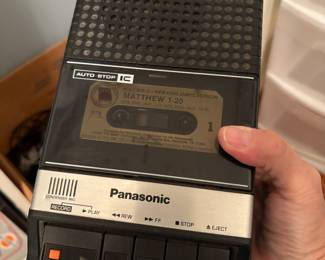 AUTO STOP IC
MATTHEW 1-20
1
Panasonic
CONDENSER MIC
RECORD ▶ PLAY ◀◀ REW ▶▶ FF ■ STOP ▲ EJECT